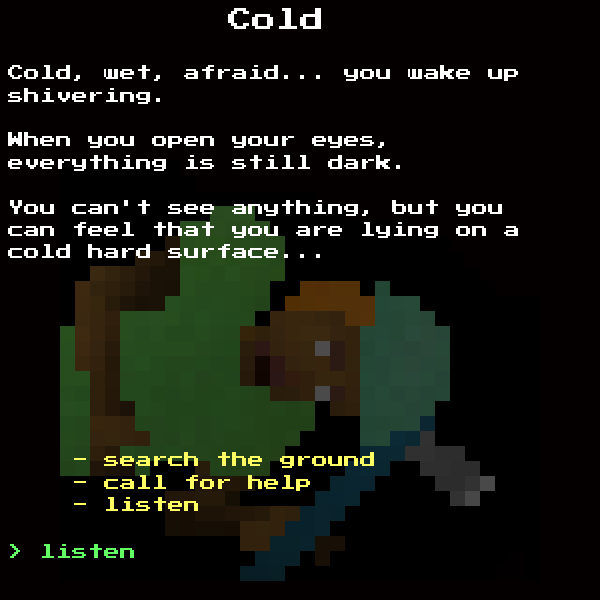 Cold
Cold, wet, afraid... you wake up
shivering.
When you open your eyes,
everything is still dark.
You can't see anything, but you
can feel that you are lying on a
cold hard surface...
- search the ground
- call for help
- listen
> listen